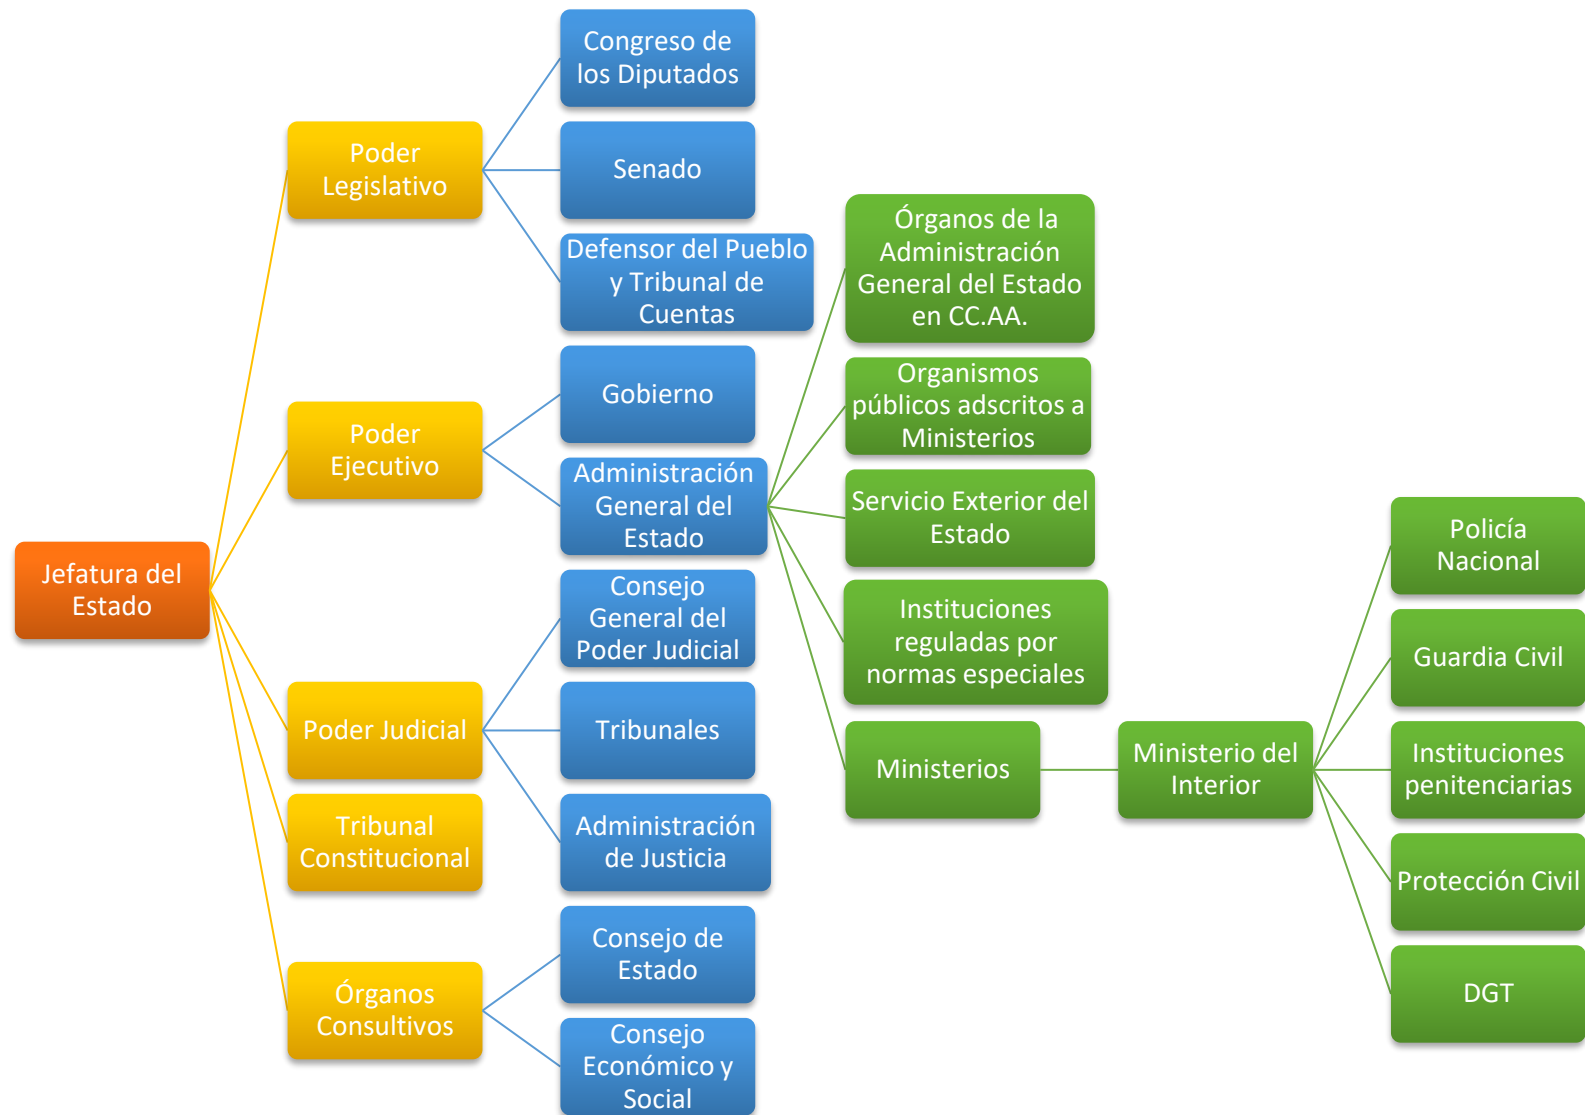 Jefatura del
Estado
Poder
Legislativo
Congreso de
los Diputados
Senado
Defensor del Pueblo
y Tribunal de
Cuentas
Poder
Ejecutivo
Gobierno
Administración
General del
Estado
Órganos de la
Administración
General del Estado
en CC.AA.
Organismos
públicos adscritos a
Ministerios
Servicio Exterior del
Estado
Instituciones
reguladas por
normas especiales
Ministerios
Ministerio del
Interior
Policía
Nacional
Guardia Civil
Instituciones
penitenciarias
Protección Civil
DGT
Poder Judicial
Consejo
General del
Poder Judicial
Tribunales
Administración
de Justicia
Tribunal
Constitucional
Órganos
Consultivos
Consejo de
Estado
Consejo
Económico y
Social